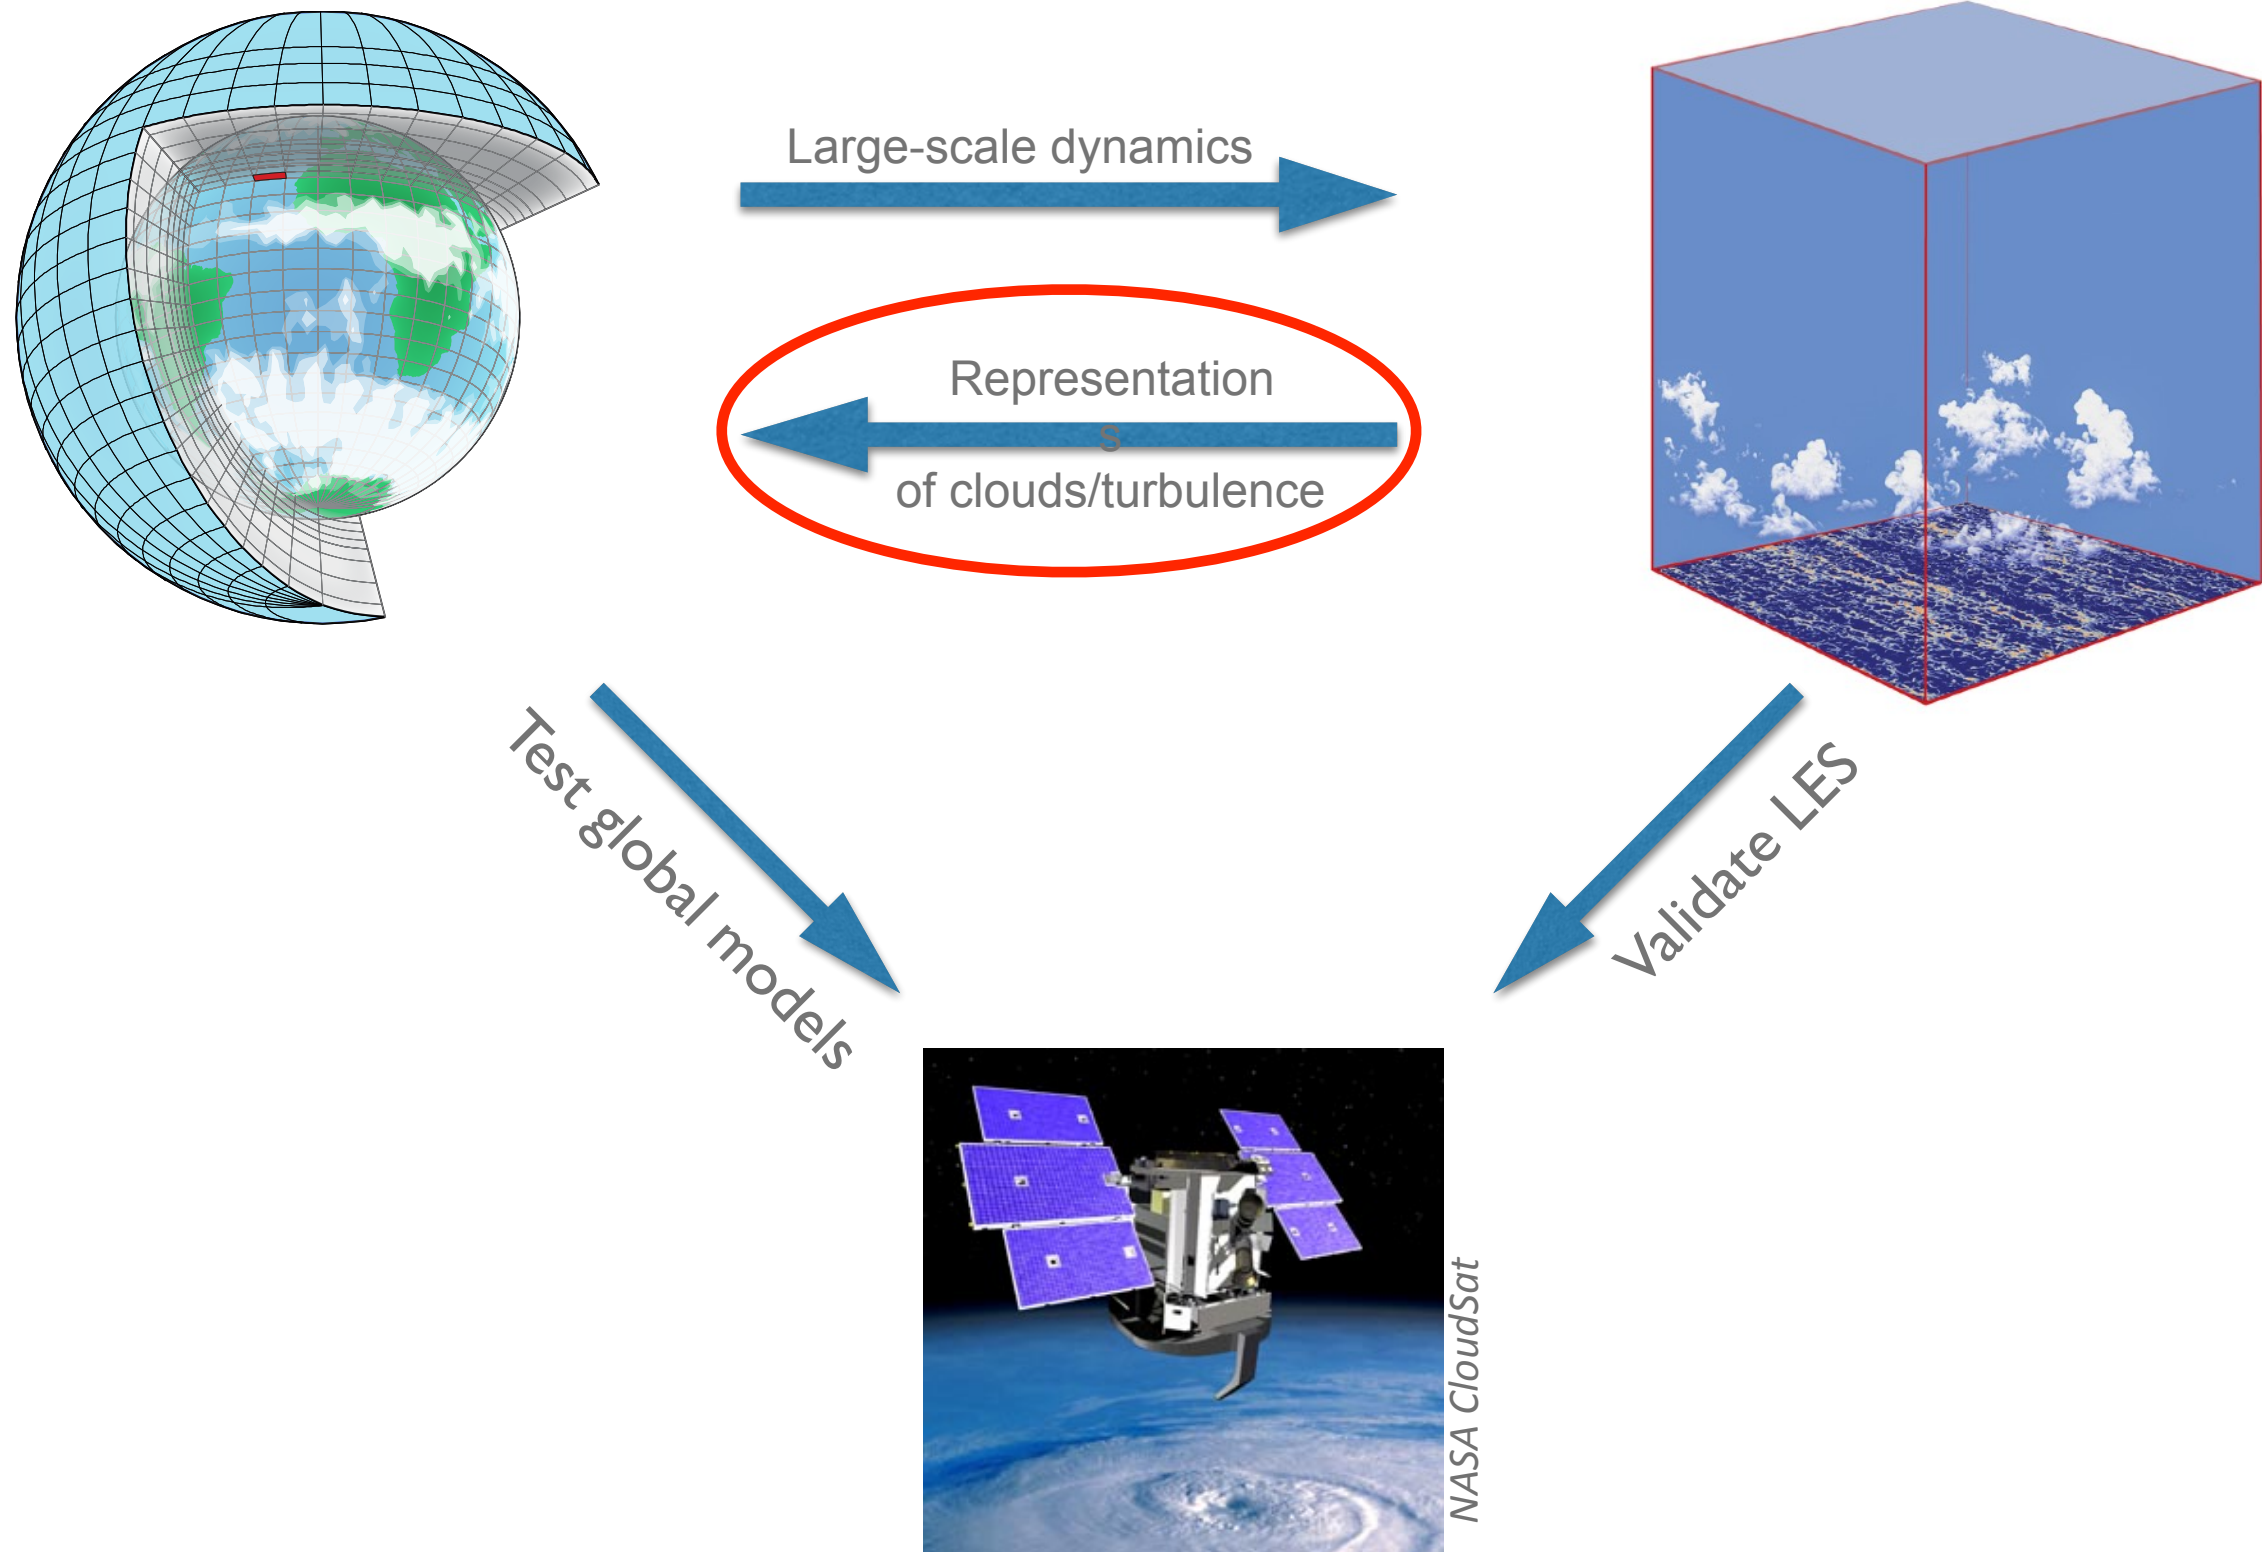 Large-scale dynamics
Representation
s
of clouds/turbulence
Test global models
Validate LES
NASA CloudSat